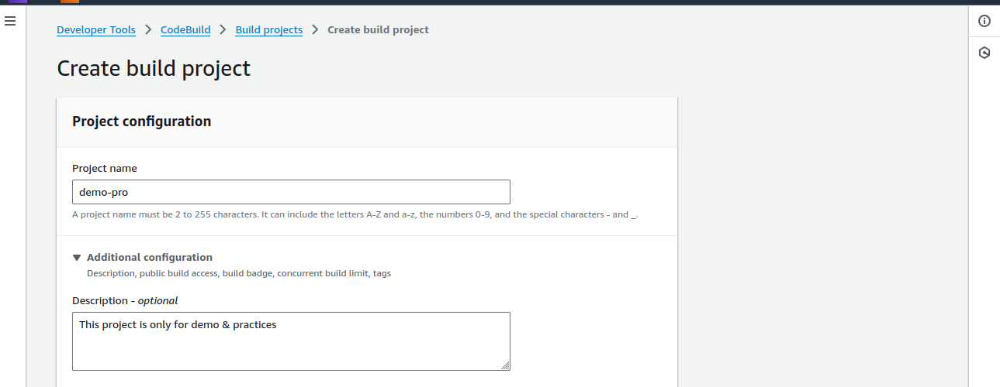 Developer Tools > CodeBuild > Build projects > Create build project
Create build project
Project configuration
Project name
demo-pro
A project name must be 2 to 255 characters. It can include the letters A-Z and a-z, the numbers 0-9, and the special characters - and _.
Additional configuration
Description, public build access, build badge, concurrent build limit, tags
Description - optional
This project is only for demo & practices